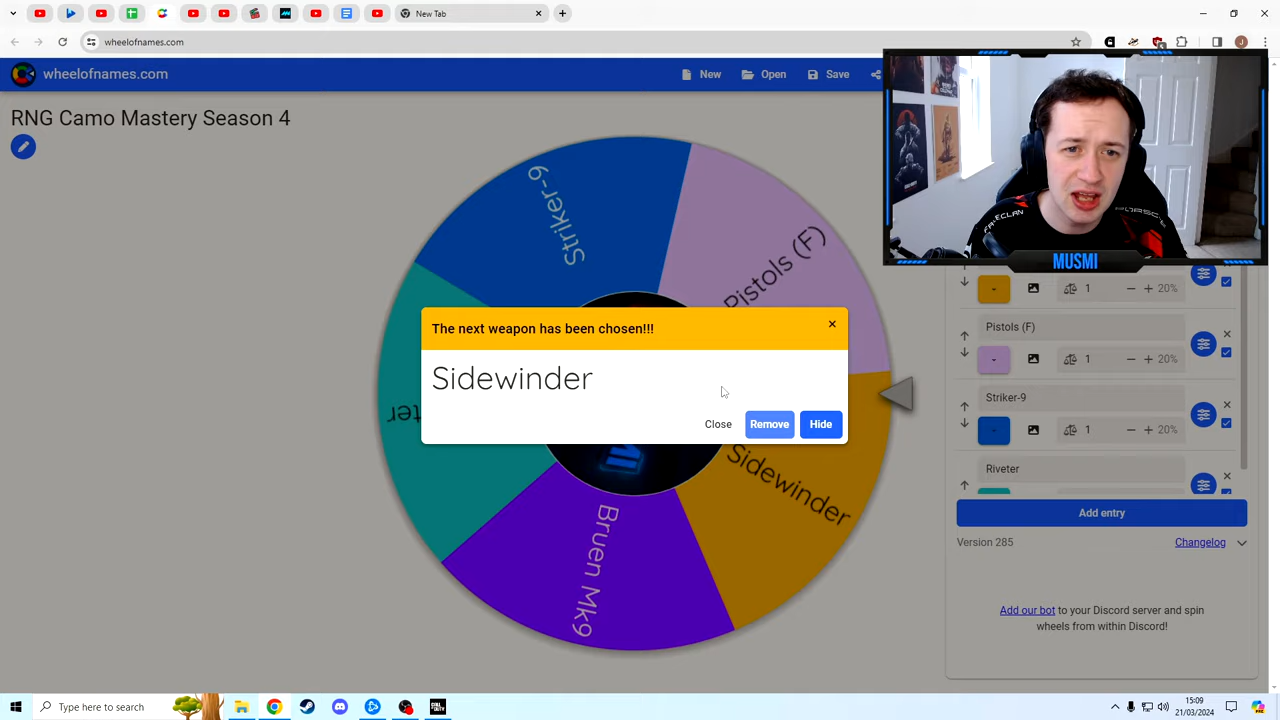 New Tab
wheelofnames.com
wheelofnames.com
New
Open
Save
RNG Camo Mastery Season 4
Striker-9
Pistols (F)
Sidewinder
Bruen Mk9
The next weapon has been chosen!!!
Sidewinder
Close
Remove
Hide
MUSMI
1
20%
Pistols (F)
1
20%
Striker-9
1
20%
Riveter
Add entry
Version 285
Changelog
Add our bot to your Discord server and spin
wheels from within Discord!
Type here to search
15:09
21/03/2024